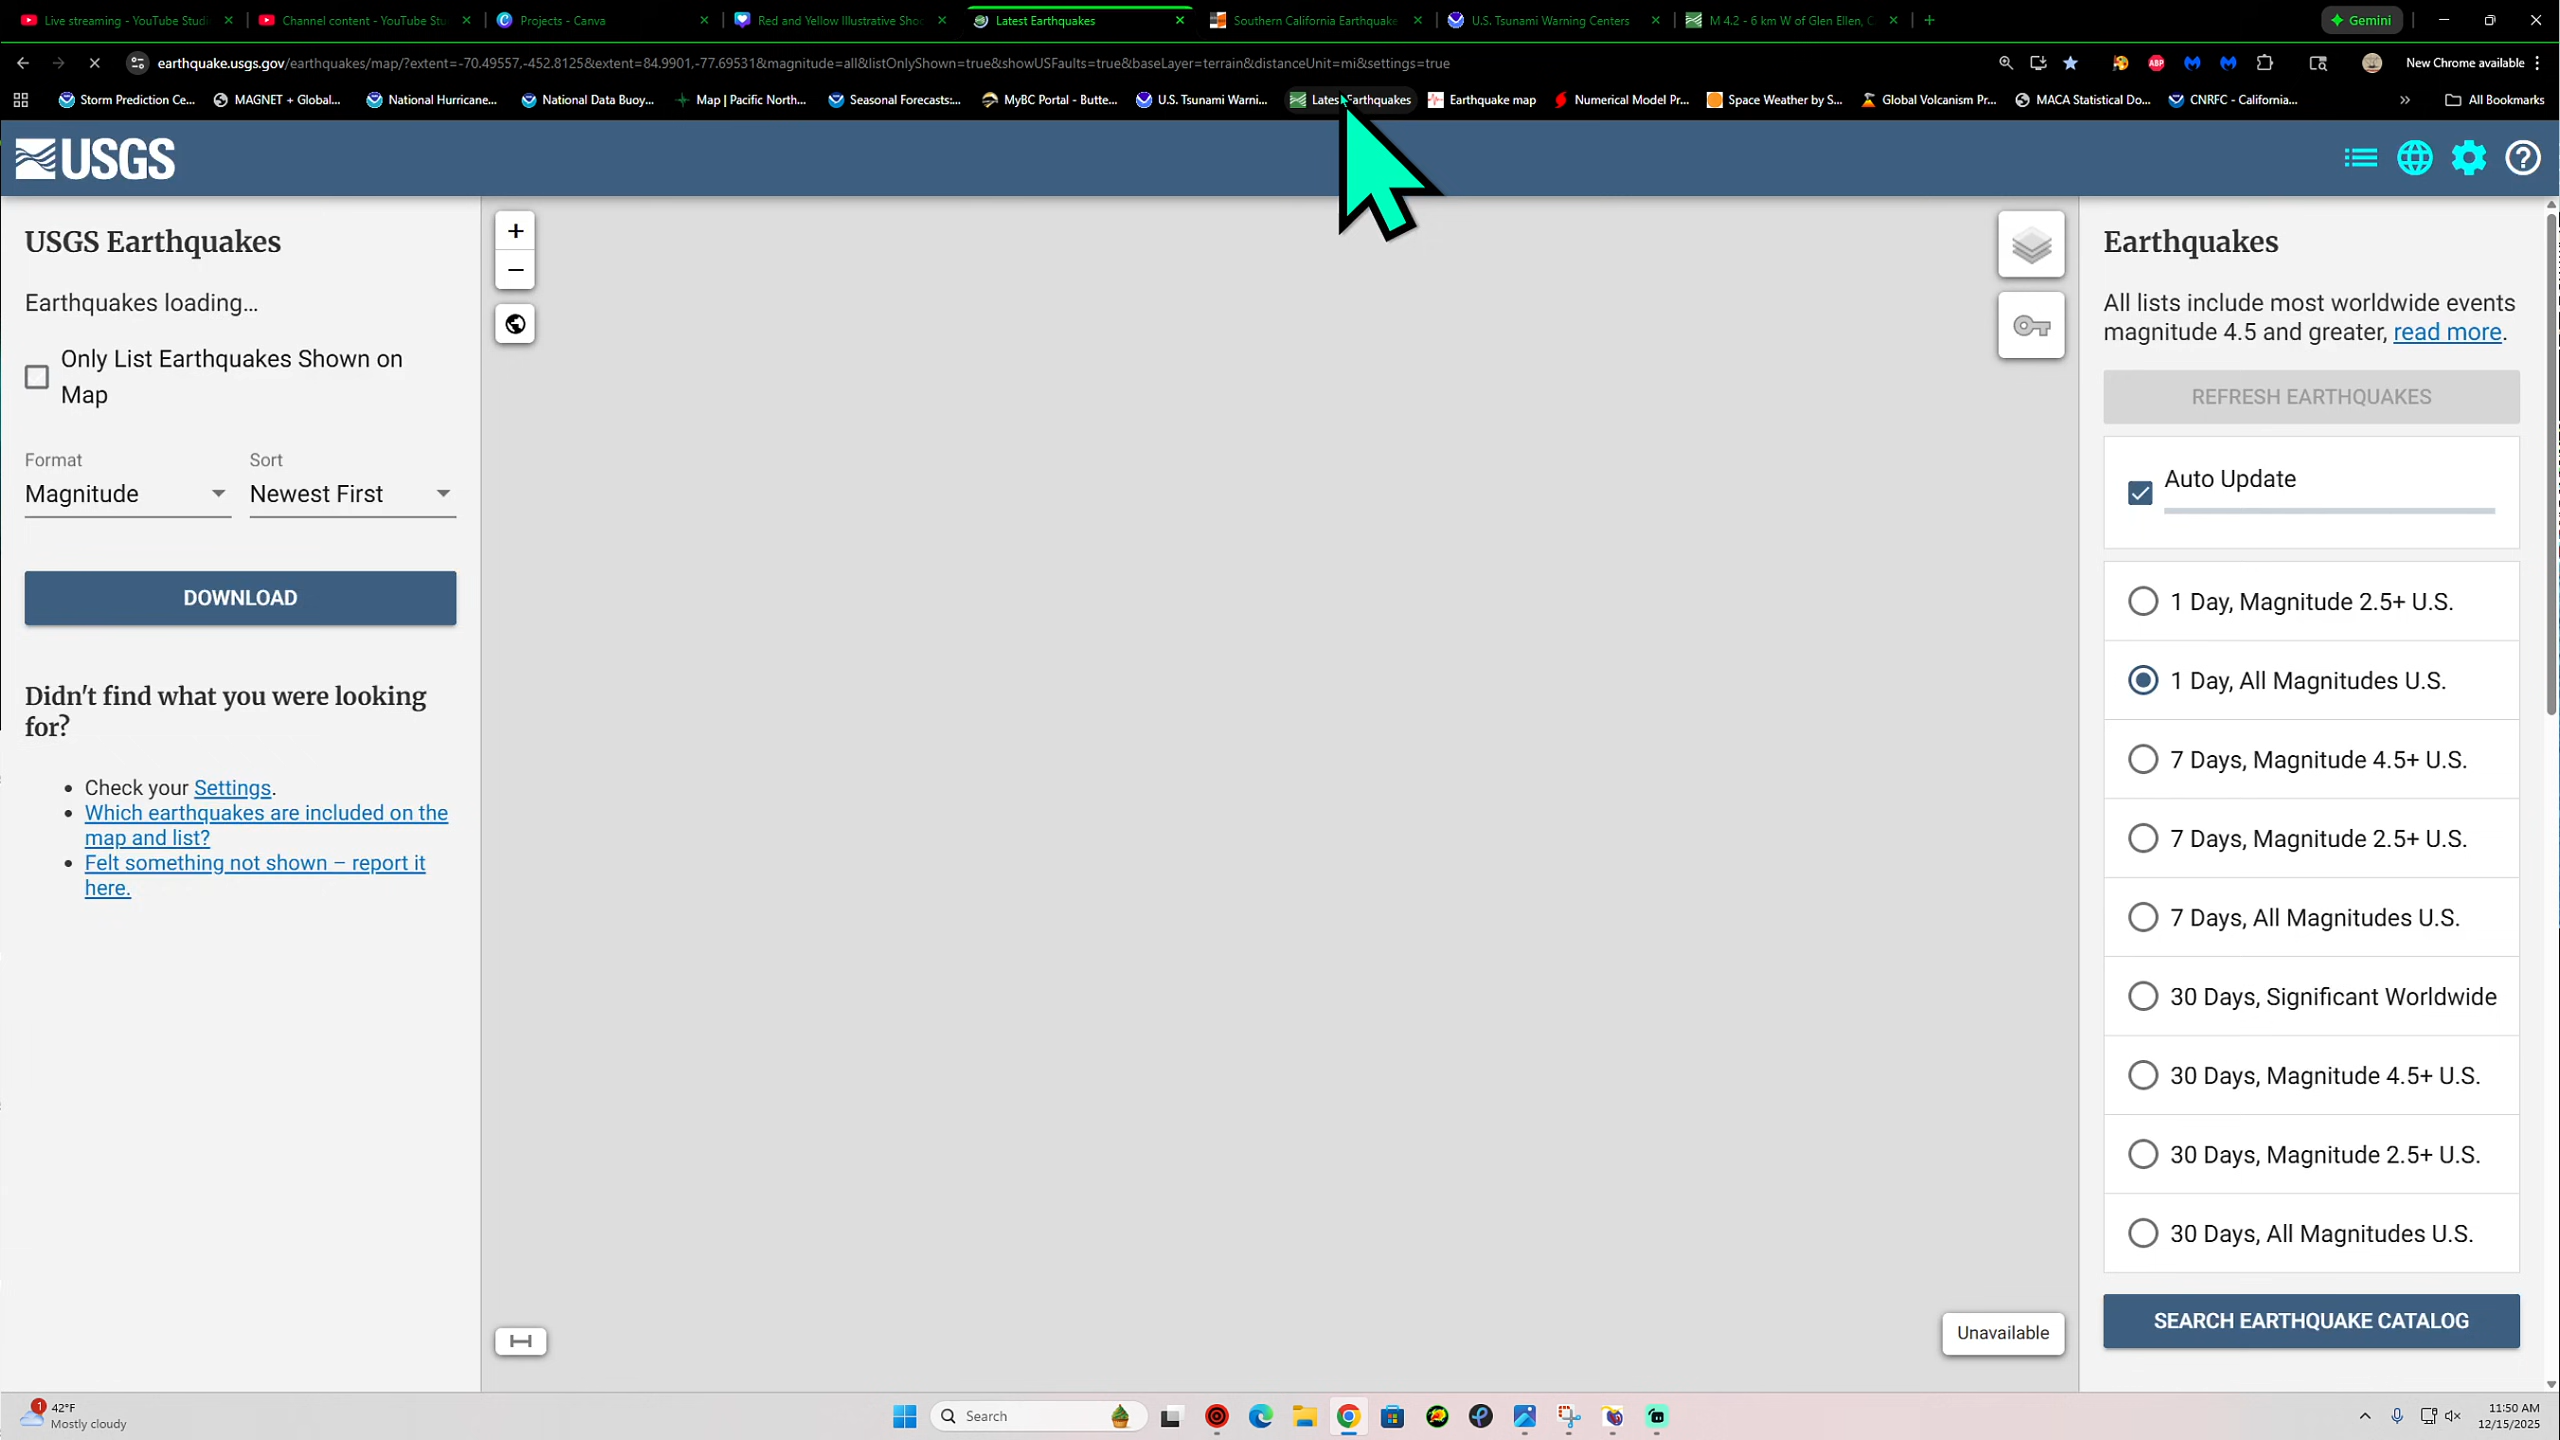 Live streaming - YouTube Studi
Channel content - YouTube Stu
Projects - Canva
Red and Yellow Illustrative Shoc
Latest Earthquakes
Southern California Earthquake
U.S. Tsunami Warning Centers
M 4.2 - 6 km W of Glen Ellen, C
Gemini
earthquake.usgs.gov/earthquakes/map/?extent=-70.49557,-452.8125&extent=84.9901,-77.69531&magnitude=all&listOnlyShown=true&showUSFaults=true&baseLayer=terrain&distanceUnit=mi&settings=true
ABP
New Chrome available
Storm Prediction Ce...
MAGNET + Global...
National Hurricane...
National Data Buoy...
Map | Pacific North...
Seasonal Forecasts:...
MyBC Portal - Butte...
U.S. Tsunami Warni...
Latest Earthquakes
Earthquake map
Numerical Model Pr...
Space Weather by S...
Global Volcanism Pr...
MACA Statistical Do...
CNRFC - California...
All Bookmarks
USGS
USGS Earthquakes
Earthquakes loading...
Only List Earthquakes Shown on
Map
Format
Sort
Magnitude
Newest First
DOWNLOAD
Didn't find what you were looking
for?
Check your Settings.
Which earthquakes are included on the
map and list?
Felt something not shown – report it
here.
Unavailable
Earthquakes
All lists include most worldwide events
magnitude 4.5 and greater, read more.
REFRESH EARTHQUAKES
Auto Update
1 Day, Magnitude 2.5+ U.S.
1 Day, All Magnitudes U.S.
7 Days, Magnitude 4.5+ U.S.
7 Days, Magnitude 2.5+ U.S.
7 Days, All Magnitudes U.S.
30 Days, Significant Worldwide
30 Days, Magnitude 4.5+ U.S.
30 Days, Magnitude 2.5+ U.S.
30 Days, All Magnitudes U.S.
SEARCH EARTHQUAKE CATALOG
1
42°F
Mostly cloudy
Search
11:50 AM
12/15/2025